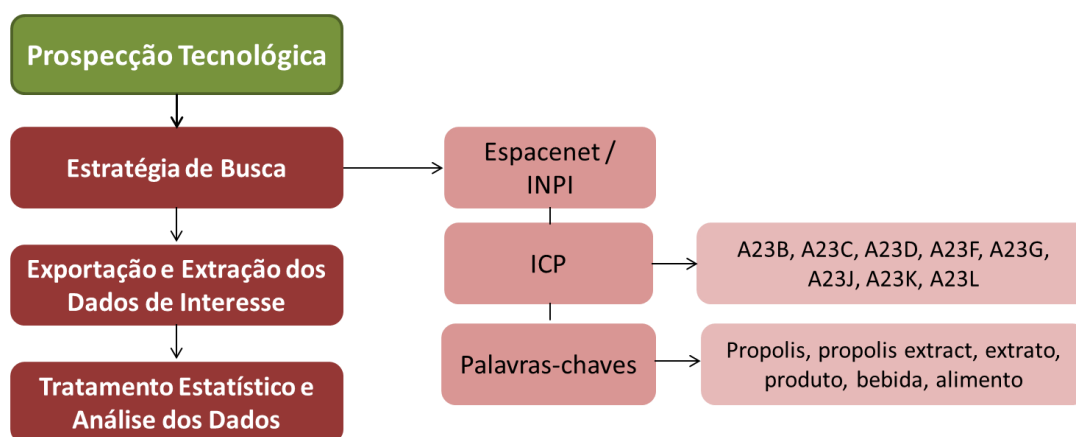 Prospecção Tecnológica
Estratégia de Busca
Espacenet /
INPI
Exportação e Extração dos
Dados de Interesse
ICP
A23B, A23C, A23D, A23F, A23G,
A23J, A23K, A23L
Tratamento Estatístico e
Análise dos Dados
Palavras-chaves
Propolis, propolis extract, extrato,
produto, bebida, alimento